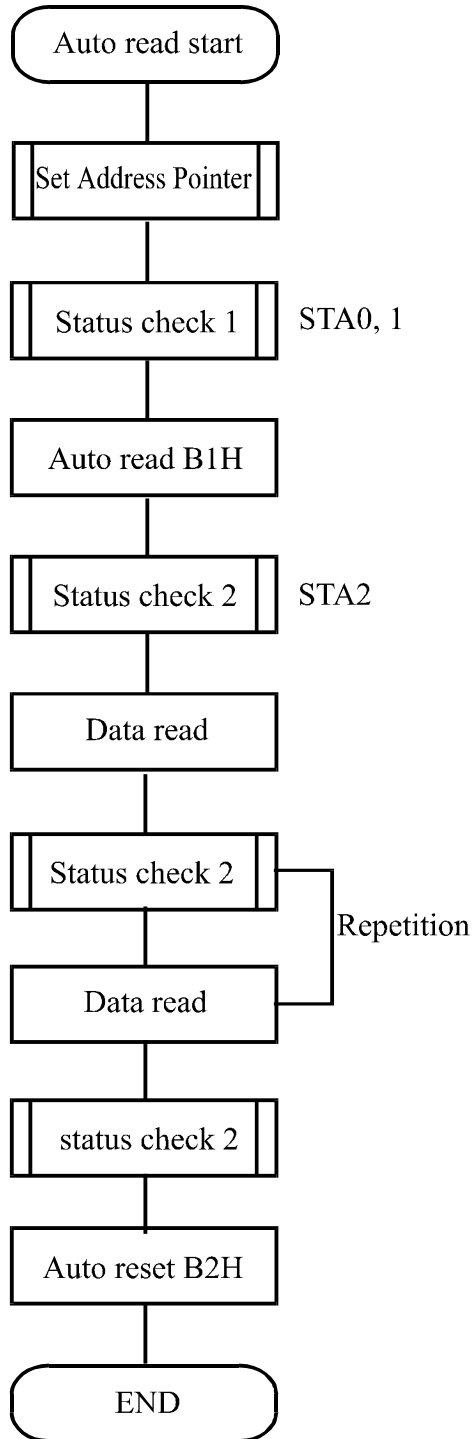 Auto read start
Set Address Pointer
Status check 1
STA0, 1
Auto read B1H
Status check 2
STA2
Data read
Status check 2
Repetition
Data read
status check 2
Auto reset B2H
END